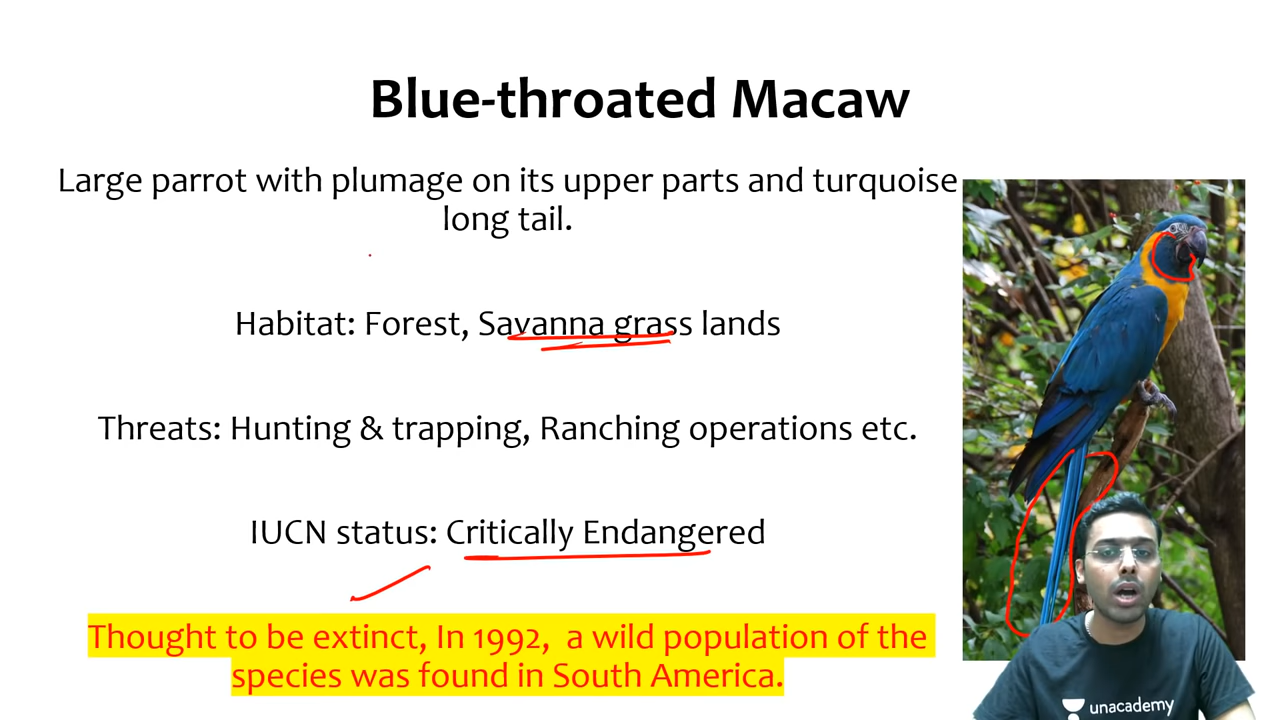 Blue-throated Macaw
Large parrot with plumage on its upper parts and turquoise
long tail.
Habitat: Forest, Savanna grass lands
Threats: Hunting & trapping, Ranching operations etc.
IUCN status: Critically Endangered
Thought to be extinct, In 1992, a wild population of the
species was found in South America.
unacademy